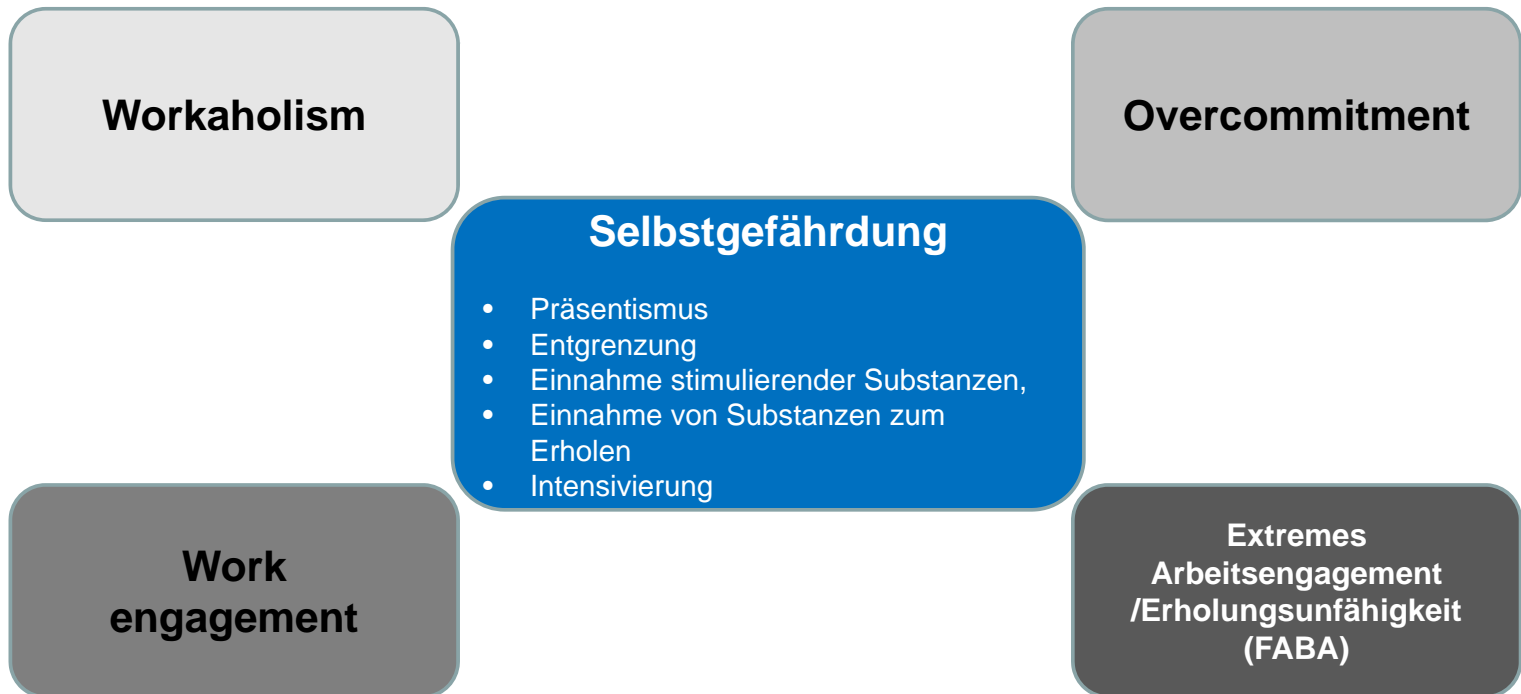 Workaholism
Overcommitment
Selbstgefährdung
• Präsentismus
• Entgrenzung
• Einnahme stimulierender Substanzen,
• Einnahme von Substanzen zum
Erholen
• Intensivierung
Work
engagement
Extremes
Arbeitsengagement
/Erholungsunfähigkeit
(FABA)